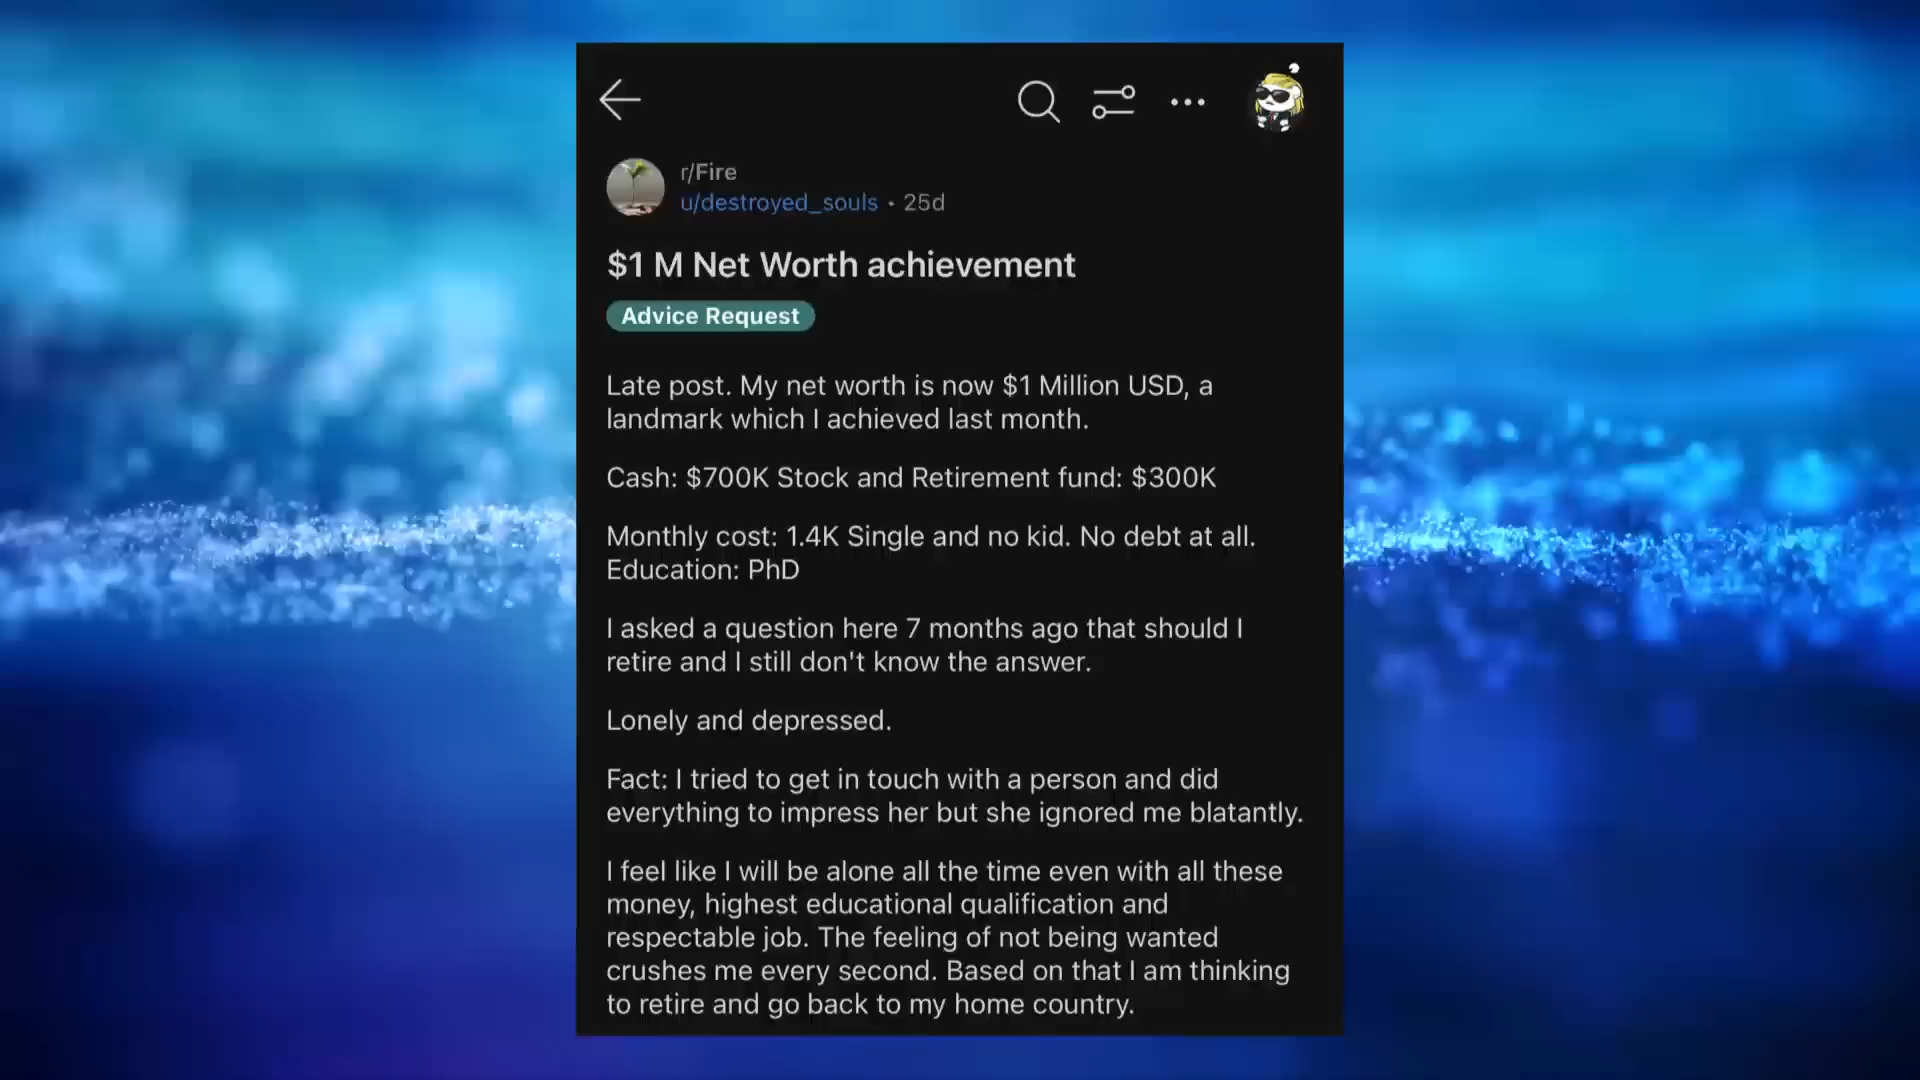 r/Fire
u/destroyed_souls • 25d
$1 M Net Worth achievement
Advice Request
Late post. My net worth is now $1 Million USD, a
landmark which I achieved last month.
Cash: $700K Stock and Retirement fund: $300K
Monthly cost: 1.4K Single and no kid. No debt at all.
Education: PhD
I asked a question here 7 months ago that should I
retire and I still don't know the answer.
Lonely and depressed.
Fact: I tried to get in touch with a person and did
everything to impress her but she ignored me blatantly.
I feel like I will be alone all the time even with all these
money, highest educational qualification and
respectable job. The feeling of not being wanted
crushes me every second. Based on that I am thinking
to retire and go back to my home country.